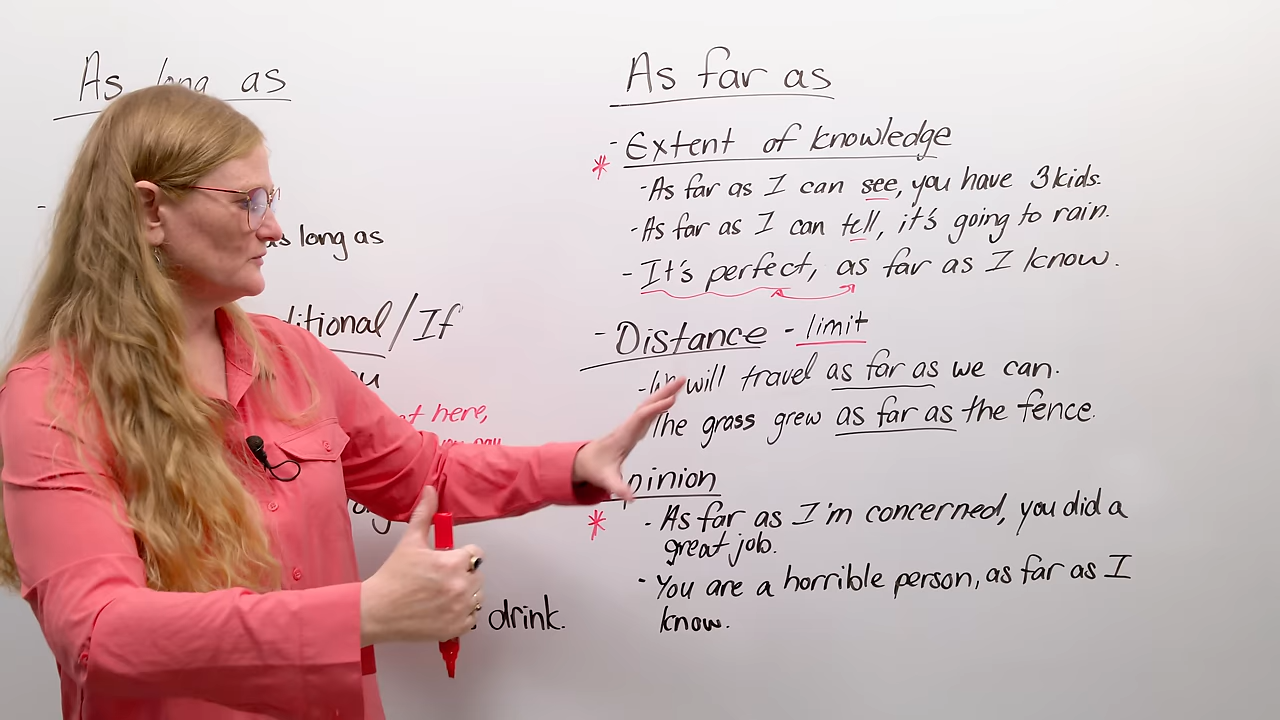 As long as
as long as
/If
t here,
drink.
As far as
- Extent of knowledge
* - As far as I can see, you have 3 kids.
- As far as I can tell, it's going to rain.
- It's perfect, as far as I know.
- Distance - limit
- will travel as far as we can.
The grass grew as far as the fence.
pinion
* - As far as I'm concerned, you did a
great job.
- You are a horrible person, as far as I
know.